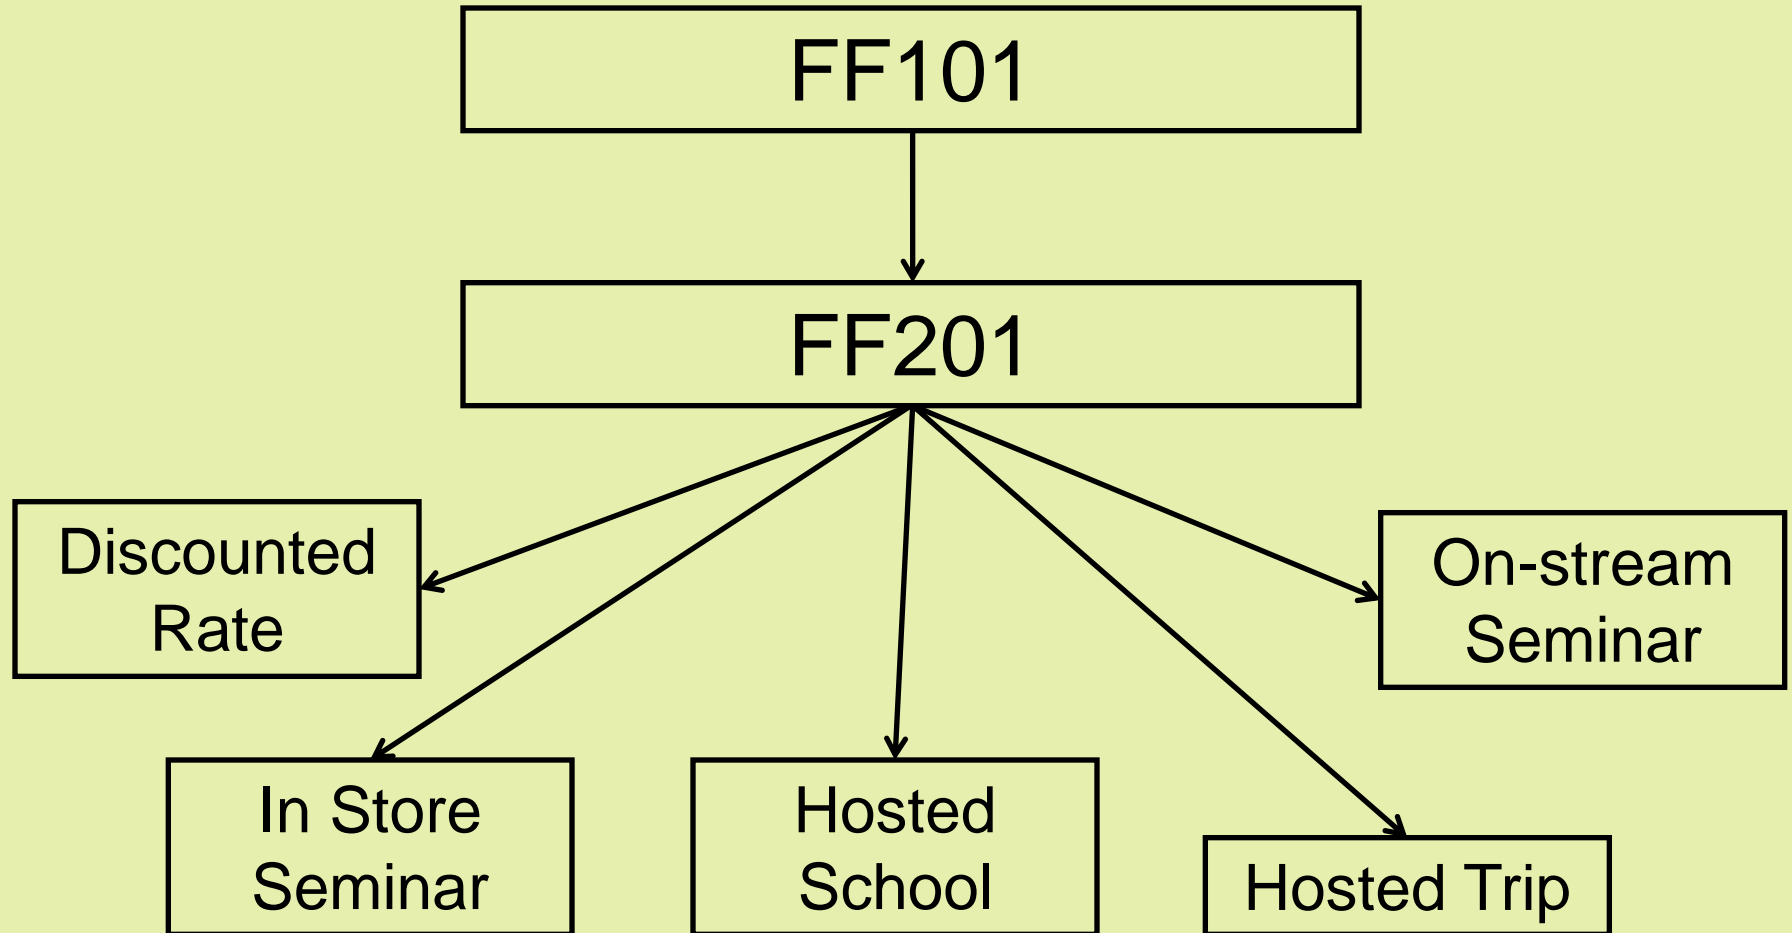 FF101
FF201
Discounted
Rate
On-stream
Seminar
In Store
Seminar
Hosted
School
Hosted Trip